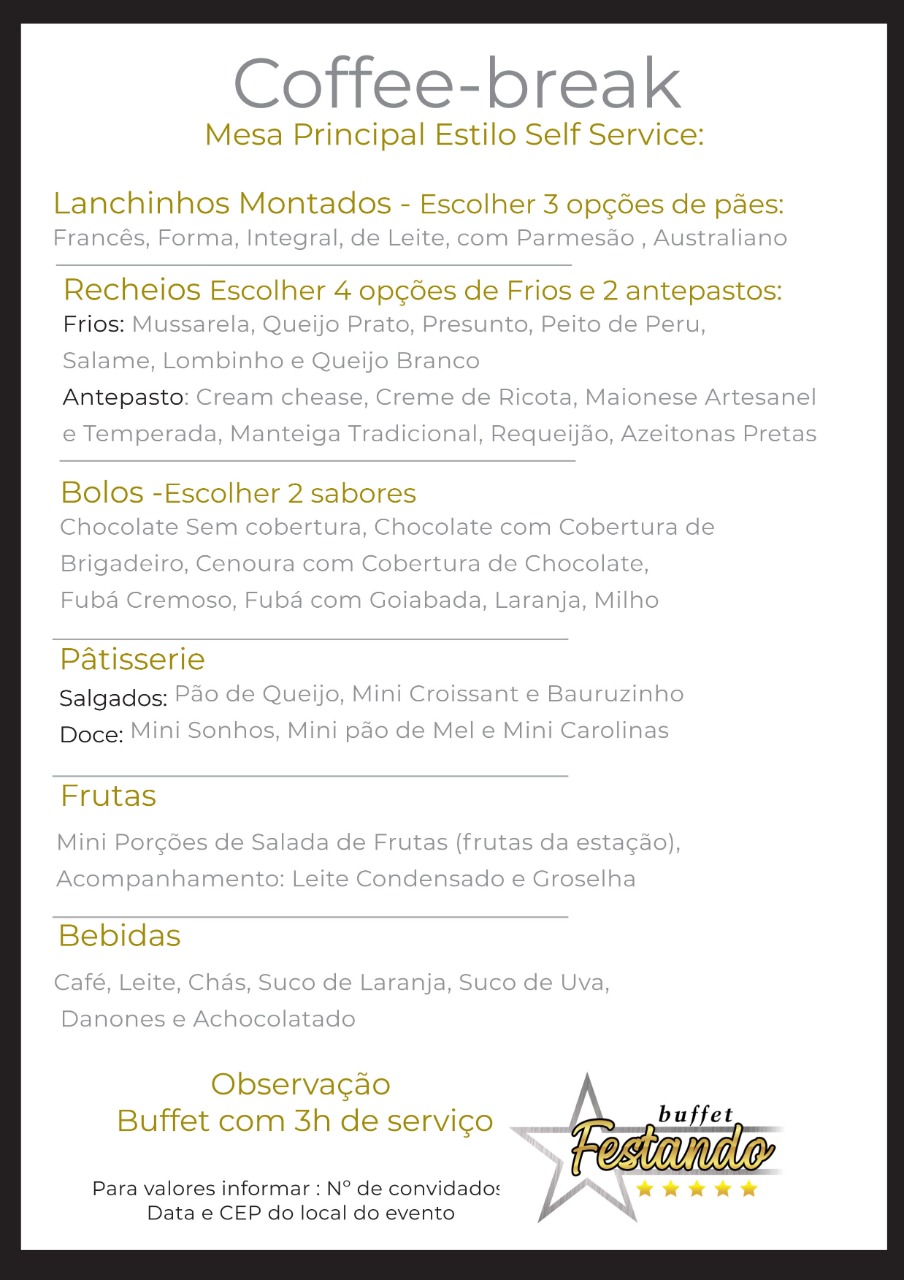 Coffee-break
Mesa Principal Estilo Self Service:
Lanchinhos Montados - Escolher 3 opções de pães:
Francês, Forma, Integral, de Leite, com Parmesão , Australiano
Recheios Escolher 4 opções de Frios e 2 antepastos:
Frios: Mussarela, Queijo Prato, Presunto, Peito de Peru,
Salame, Lombinho e Queijo Branco
Antepasto: Cream chease, Creme de Ricota, Maionese Artesanel
e Temperada, Manteiga Tradicional, Requeijão, Azeitonas Pretas
Bolos -Escolher 2 sabores
Chocolate Sem cobertura, Chocolate com Cobertura de
Brigadeiro, Cenoura com Cobertura de Chocolate,
Fubá Cremoso, Fubá com Goiabada, Laranja, Milho
Pâtisserie
Salgados: Pão de Queijo, Mini Croissant e Bauruzinho
Doce: Mini Sonhos, Mini pão de Mel e Mini Carolinas
Frutas
Mini Porções de Salada de Frutas (frutas da estação),
Acompanhamento: Leite Condensado e Groselha
Bebidas
Café, Leite, Chás, Suco de Laranja, Suco de Uva,
Danones e Achocolatado
Observação
Buffet com 3h de serviço
Para valores informar : Nº de convidados
Data e CEP do local do evento
buffet
Festando